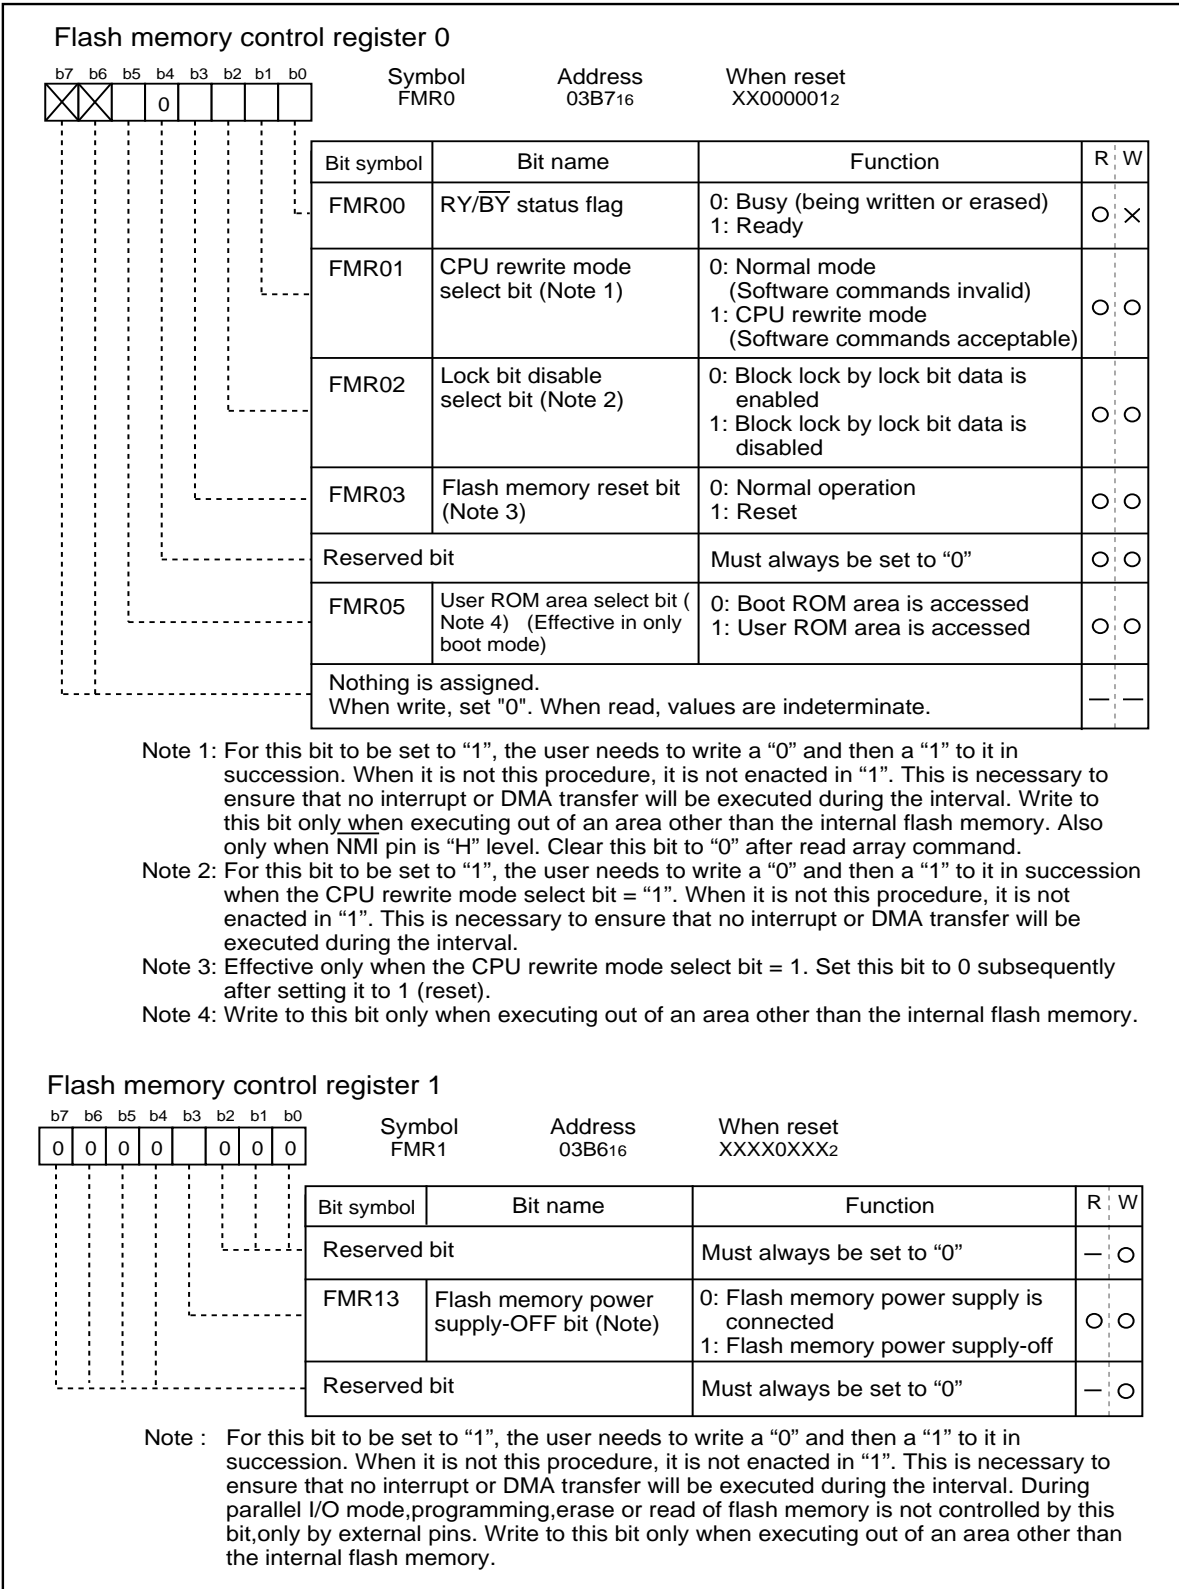 Flash memory control register 0
b7 b6 b5 b4 b3 b2 b1 b0
Symbol Address When reset
FMR0 03B716 XX0000012
0
Bit symbol Bit name Function R W
FMR00 RY/BY status flag 0: Busy (being written or erased)
1: Ready
FMR01 CPU rewrite mode 0: Normal mode
select bit (Note 1) (Software commands invalid)
1: CPU rewrite mode
(Software commands acceptable)
FMR02 Lock bit disable 0: Block lock by lock bit data is
select bit (Note 2) enabled
1: Block lock by lock bit data is
disabled
FMR03 Flash memory reset bit 0: Normal operation
(Note 3) 1: Reset
Reserved bit Must always be set to “0”
FMR05 User ROM area select bit ( 0: Boot ROM area is accessed
Note 4) (Effective in only 1: User ROM area is accessed
boot mode)
Nothing is assigned.
When write, set "0". When read, values are indeterminate.
Note 1: For this bit to be set to “1”, the user needs to write a “0” and then a “1” to it in
succession. When it is not this procedure, it is not enacted in “1”. This is necessary to
ensure that no interrupt or DMA transfer will be executed during the interval. Write to
this bit only when executing out of an area other than the internal flash memory. Also
only when NMI pin is “H” level. Clear this bit to “0” after read array command.
Note 2: For this bit to be set to “1”, the user needs to write a “0” and then a “1” to it in succession
when the CPU rewrite mode select bit = “1”. When it is not this procedure, it is not
enacted in “1”. This is necessary to ensure that no interrupt or DMA transfer will be
executed during the interval.
Note 3: Effective only when the CPU rewrite mode select bit = 1. Set this bit to 0 subsequently
after setting it to 1 (reset).
Note 4: Write to this bit only when executing out of an area other than the internal flash memory.
Flash memory control register 1
b7 b6 b5 b4 b3 b2 b1 b0
Symbol Address When reset
FMR1 03B616 XXXX0XXX2
0 0 0 0 0 0 0
Bit symbol Bit name Function R W
Reserved bit Must always be set to “0”
FMR13 Flash memory power 0: Flash memory power supply is
supply-OFF bit (Note) connected
1: Flash memory power supply-off
Reserved bit Must always be set to “0”
Note : For this bit to be set to “1”, the user needs to write a “0” and then a “1” to it in
succession. When it is not this procedure, it is not enacted in “1”. This is necessary to
ensure that no interrupt or DMA transfer will be executed during the interval. During
parallel I/O mode,programming,erase or read of flash memory is not controlled by this
bit,only by external pins. Write to this bit only when executing out of an area other than
the internal flash memory.